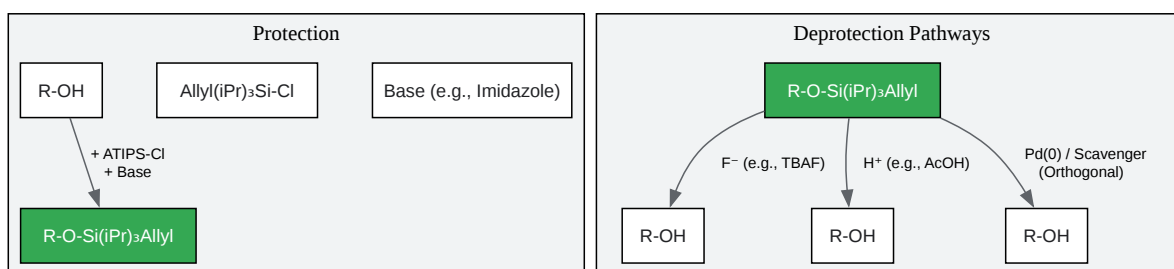 Protection
R-OH
Allyl(iPr)₃Si-Cl
Base (e.g., Imidazole)
+ ATIPS-Cl
+ Base
R-O-Si(iPr)₃Allyl
Deprotection Pathways
R-O-Si(iPr)₃Allyl
F⁻ (e.g., TBAF)
H⁺ (e.g., AcOH)
Pd(0) / Scavenger
(Orthogonal)
R-OH
R-OH
R-OH